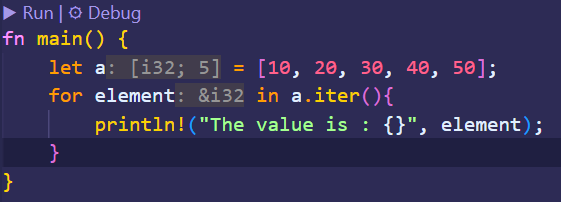 ▶ Run | ⚙ Debug
fn main() {
    let a: [i32; 5] = [10, 20, 30, 40, 50];
    for element: &i32 in a.iter(){
        println!("The value is : {}", element);
    }
}